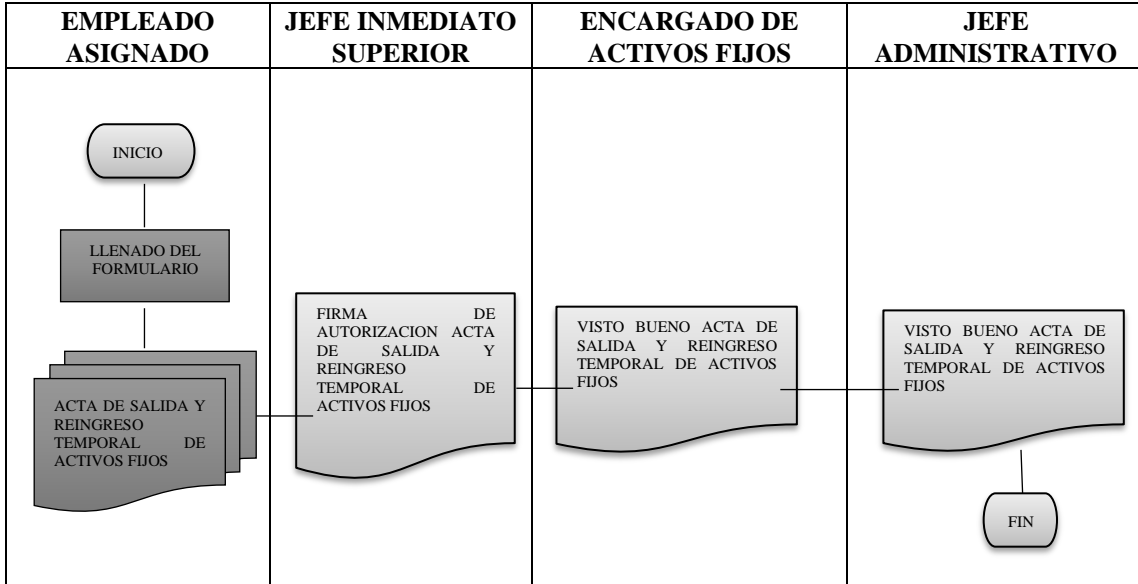 EMPLEADO
ASIGNADO
JEFE INMEDIATO
SUPERIOR
ENCARGADO DE
ACTIVOS FIJOS
JEFE
ADMINISTRATIVO
INICIO
LLENADO DEL
FORMULARIO
ACTA DE SALIDA Y
REINGRESO
TEMPORAL DE
ACTIVOS FIJOS
FIRMA DE
AUTORIZACION ACTA
DE SALIDA Y
REINGRESO
TEMPORAL DE
ACTIVOS FIJOS
VISTO BUENO ACTA DE
SALIDA Y REINGRESO
TEMPORAL DE ACTIVOS
FIJOS
VISTO BUENO ACTA DE
SALIDA Y REINGRESO
TEMPORAL DE ACTIVOS
FIJOS
FIN